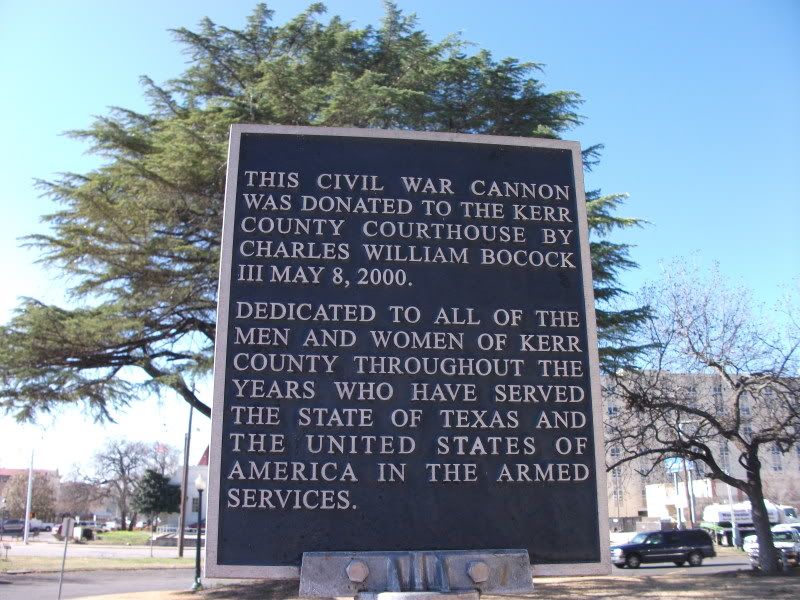 THIS CIVIL WAR CANNON
WAS DONATED TO THE KERR
COUNTY COURTHOUSE BY
CHARLES WILLIAM BOCOCK
III MAY 8, 2000.
DEDICATED TO ALL OF THE
MEN AND WOMEN OF KERR
COUNTY THROUGHOUT THE
YEARS WHO HAVE SERVED
THE STATE OF TEXAS AND
THE UNITED STATES OF
AMERICA IN THE ARMED
SERVICES.